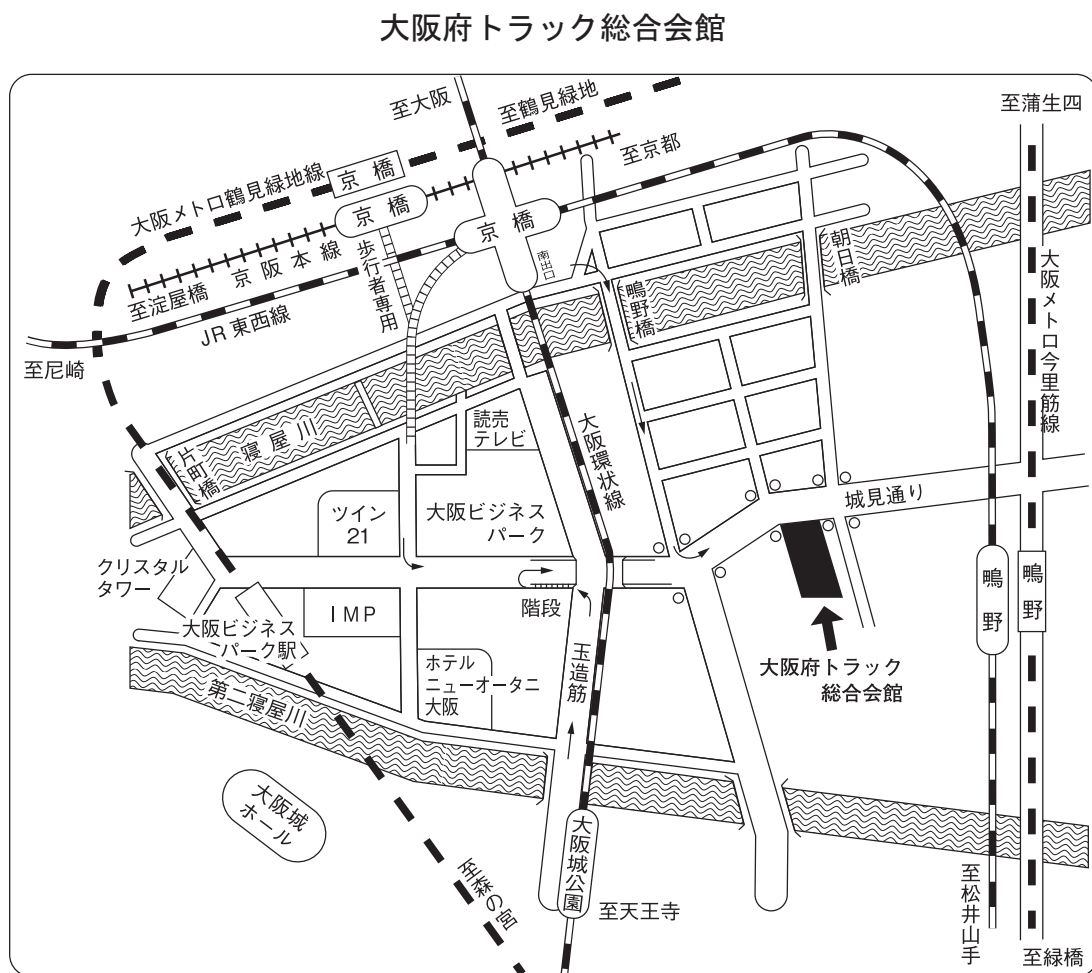 大阪府トラック総合会館
至大阪
至鶴見緑地
至蒲生四
京橋
至京都
大阪メトロ鶴見緑地線
京橋
京橋
南出口
朝日橋
京阪本線
至淀屋橋
歩行者専用
鴫野橋
JR東西線
至尼崎
大阪メトロ今里筋線
読売
テレビ
大阪環状線
寝屋川
片町橋
城見通り
ツイン
21
大阪ビジネス
パーク
クリスタル
タワー
IMP
階段
鴫野
鴫野
大阪ビジネス
パーク駅
ホテル
ニューオータニ
大阪
玉造筋
大阪府トラック
総合会館
第二寝屋川
大阪城
ホール
大阪城公園
至森の宮
至天王寺
至松井山手
至緑橋